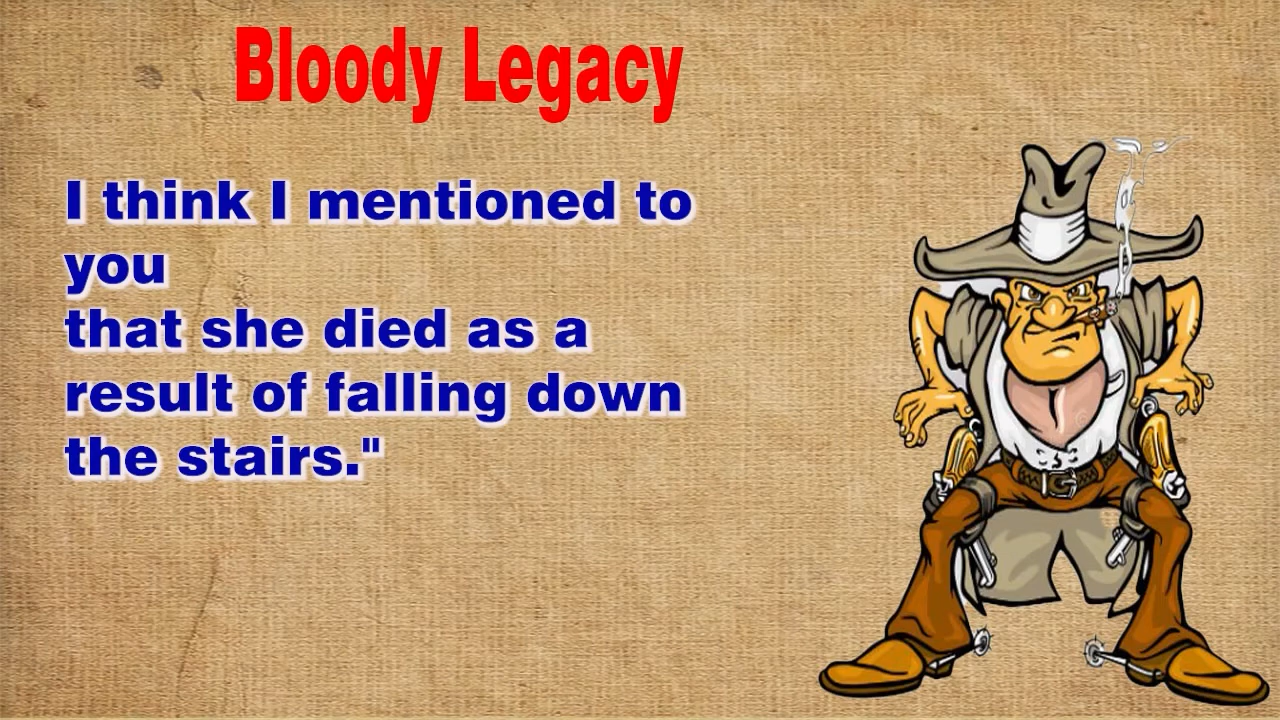 Bloody Legacy
I think I mentioned to
you
that she died as a
result of falling down
the stairs."